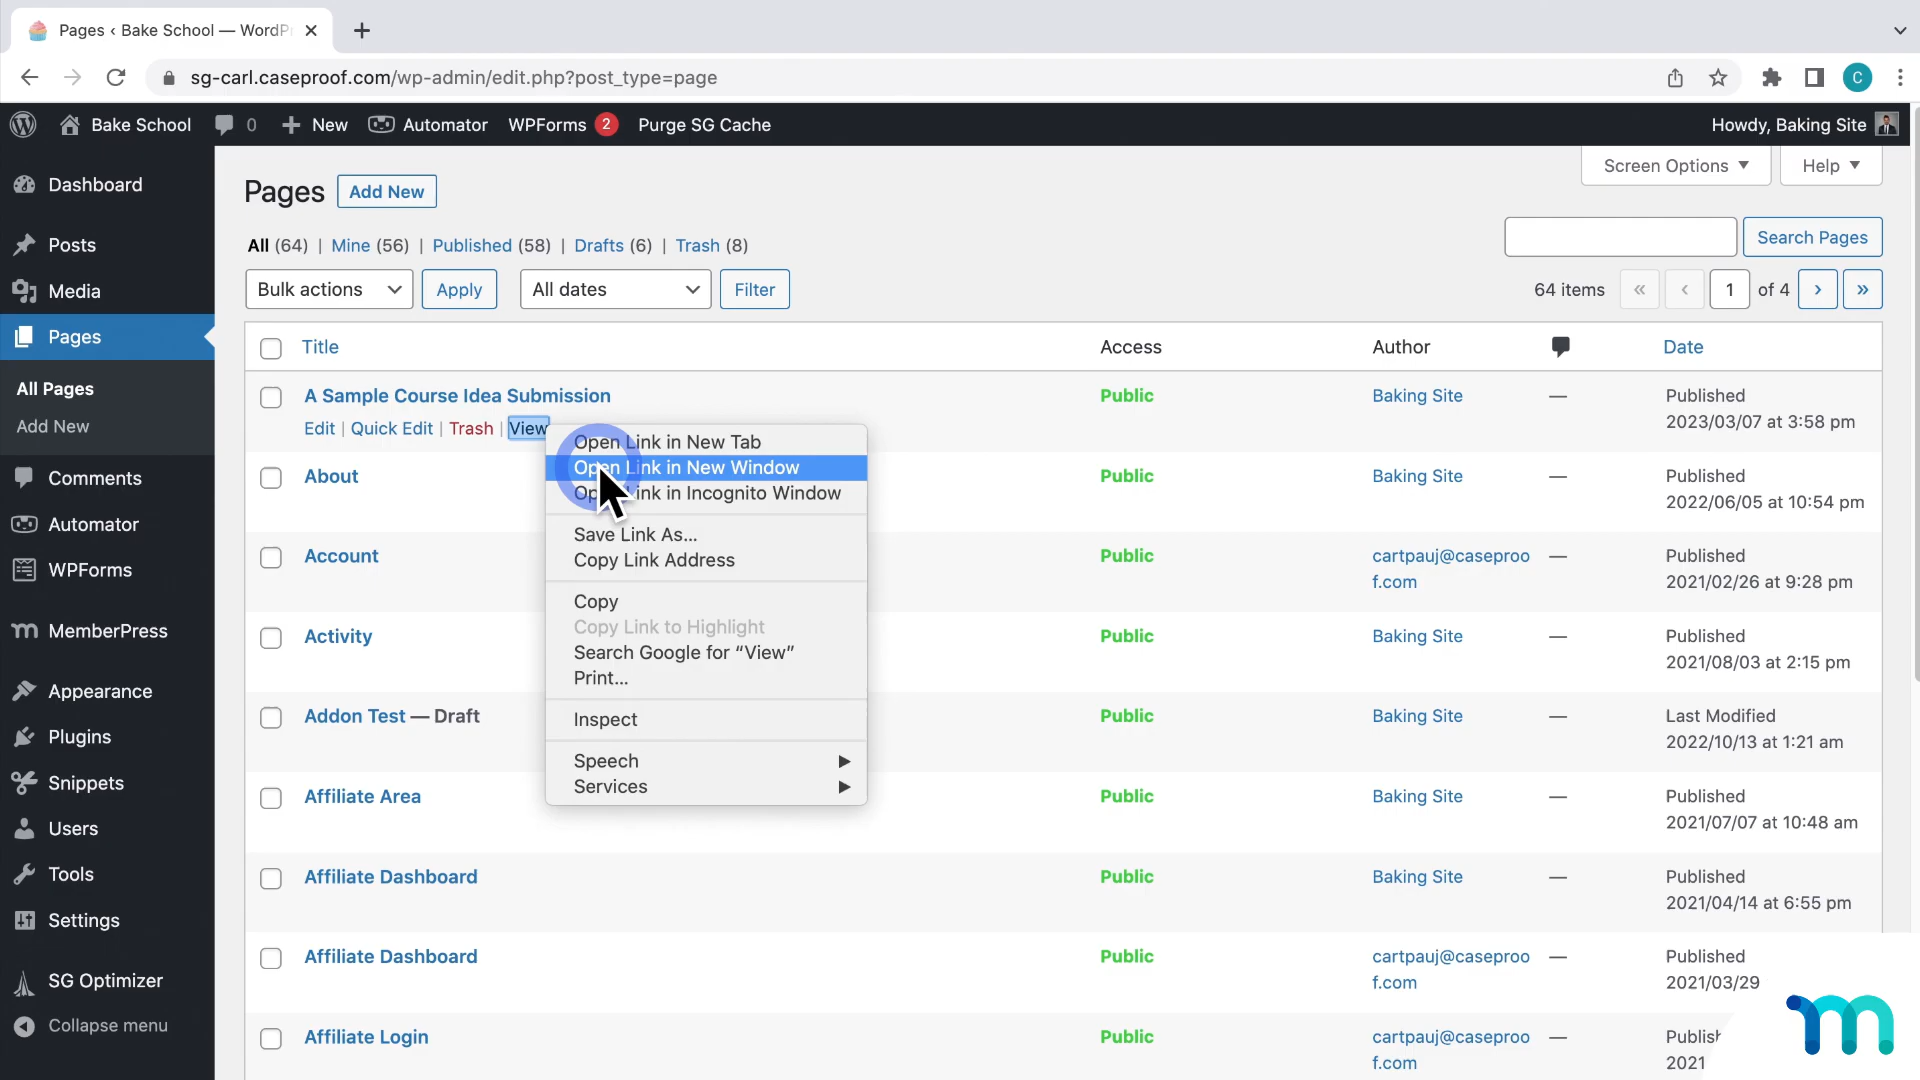 Pages ‹ Bake School — WordPr
sg-carl.caseproof.com/wp-admin/edit.php?post_type=page
C
Bake School 0 New Automator WPForms 2 Purge SG Cache Howdy, Baking Site
Dashboard
Posts
Media
Pages
All Pages
Add New
Comments
Automator
WPForms
MemberPress
Appearance
Plugins
Snippets
Users
Tools
Settings
SG Optimizer
Collapse menu
Screen Options Help
Pages Add New
All (64) | Mine (56) | Published (58) | Drafts (6) | Trash (8)
Search Pages
Bulk actions Apply All dates Filter 64 items « ‹ 1 of 4 › »
Title Access Author Date
A Sample Course Idea Submission Public Baking Site — Published
Edit | Quick Edit | Trash | View 2023/03/07 at 3:58 pm
About Public Baking Site — Published
2022/06/05 at 10:54 pm
Account Public cartpauj@caseproo — Published
f.com 2021/02/26 at 9:28 pm
Activity Public Baking Site — Published
2021/08/03 at 2:15 pm
Addon Test — Draft Public Baking Site — Last Modified
2022/10/13 at 1:21 am
Affiliate Area Public Baking Site — Published
2021/07/07 at 10:48 am
Affiliate Dashboard Public Baking Site — Published
2021/04/14 at 6:55 pm
Affiliate Dashboard Public cartpauj@caseproo — Published
f.com 2021/03/29
Affiliate Login Public cartpauj@caseproo — Publish
f.com 2021
Open Link in New Tab
Open Link in New Window
Open Link in Incognito Window
Save Link As...
Copy Link Address
Copy
Copy Link to Highlight
Search Google for “View”
Print...
Inspect
Speech
Services
m